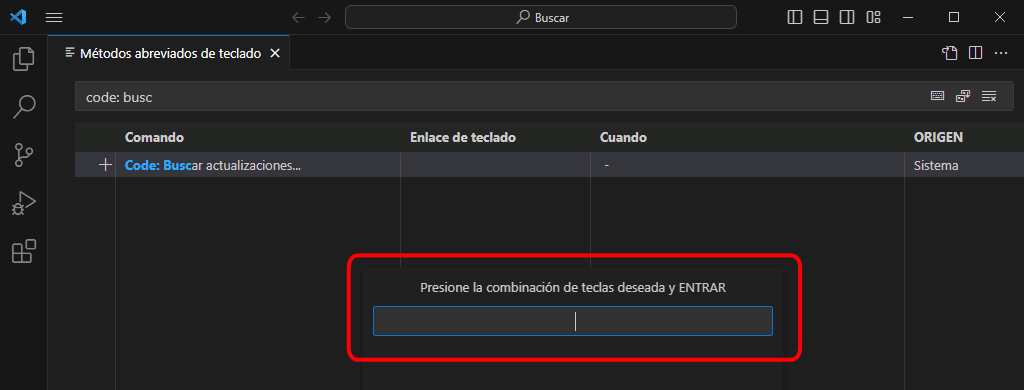 Buscar
Métodos abreviados de teclado
code: busc
Comando Enlace de teclado Cuando ORIGEN
Code: Buscar actualizaciones... - Sistema
Presione la combinación de teclas deseada y ENTRAR